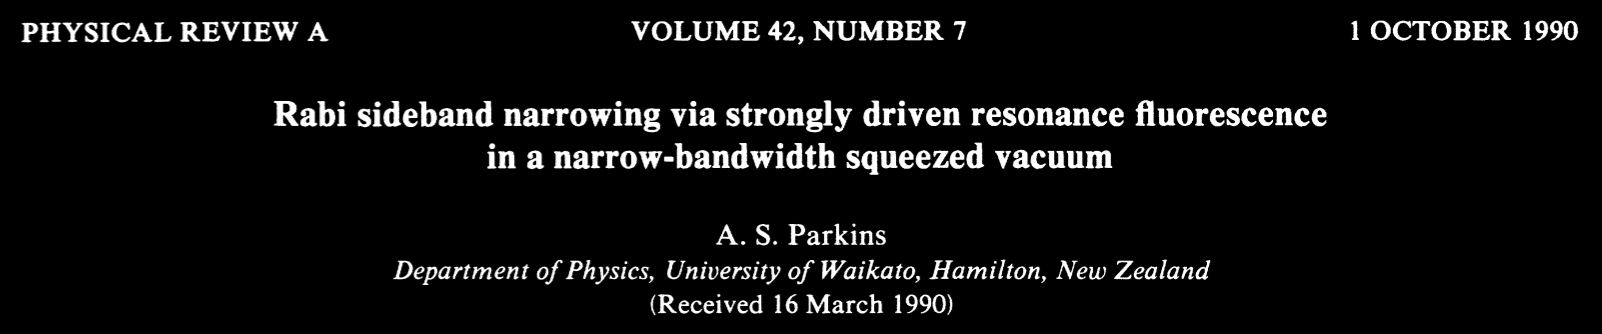 PHYSICAL REVIEW A VOLUME 42, NUMBER 7 1 OCTOBER 1990
Rabi sideband narrowing via strongly driven resonance fluorescence
in a narrow-bandwidth squeezed vacuum
A. S. Parkins
Department of Physics, University of Waikato, Hamilton, New Zealand
(Received 16 March 1990)